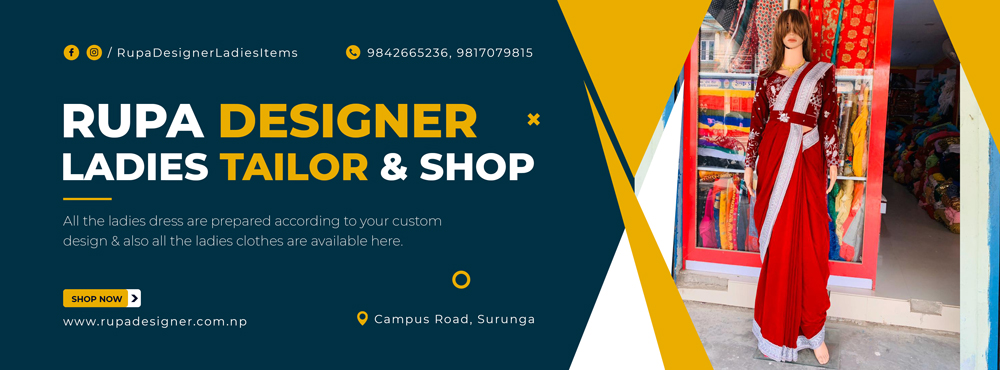 / RupaDesignerLadiesItems
9842665236, 9817079815
RUPA DESIGNER
LADIES TAILOR & SHOP
All the ladies dress are prepared according to your custom
design & also all the ladies clothes are available here.
SHOP NOW
www.rupadesigner.com.np
Campus Road, Surunga